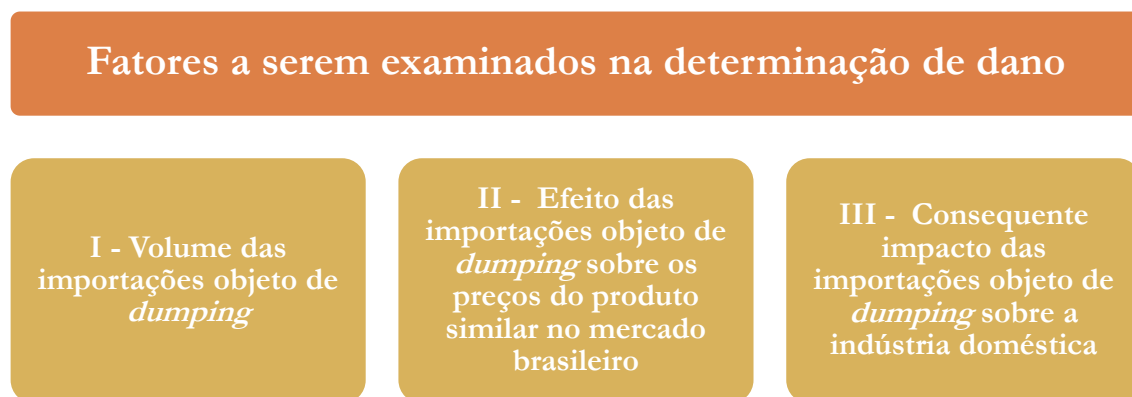 Fatores a serem examinados na determinação de dano
I - Volume das
importações objeto de
dumping
II - Efeito das
importações objeto de
dumping sobre os
preços do produto
similar no mercado
brasileiro
III - Consequente
impacto das
importações objeto de
dumping sobre a
indústria doméstica